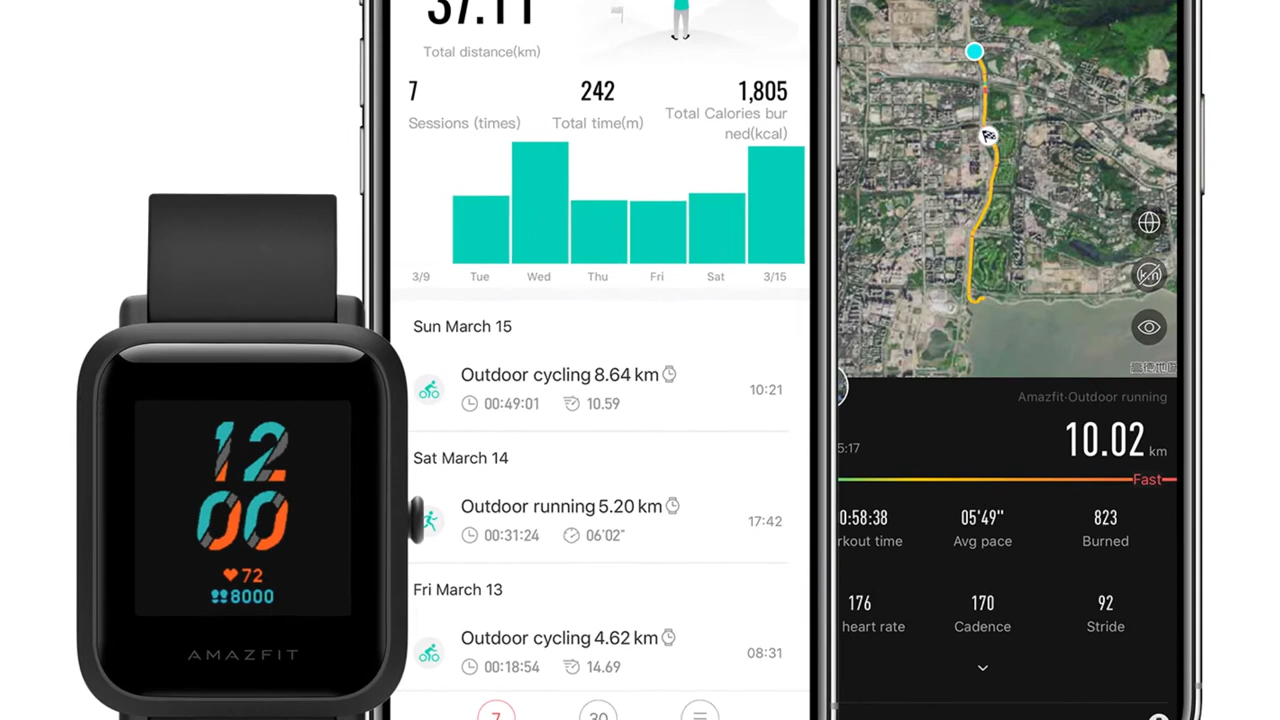 12
00
72
8000
AMAZFIT
37.11
Total distance(km)
7
242
1,805
Sessions (times)
Total time(m)
Total Calories bur
ned(kcal)
3/9
Tue
Wed
Thu
Fri
Sat
3/15
Sun March 15
Outdoor cycling 8.64 km
00:49:01
10.59
10:21
Sat March 14
Outdoor running 5.20 km
00:31:24
06'02"
17:42
Fri March 13
Outdoor cycling 4.62 km
00:18:54
14.69
08:31
7
30
Amazfit·Outdoor running
5:17
10.02 km
Fast
0:58:38
05'49"
823
rkout time
Avg pace
Burned
176
170
92
heart rate
Cadence
Stride